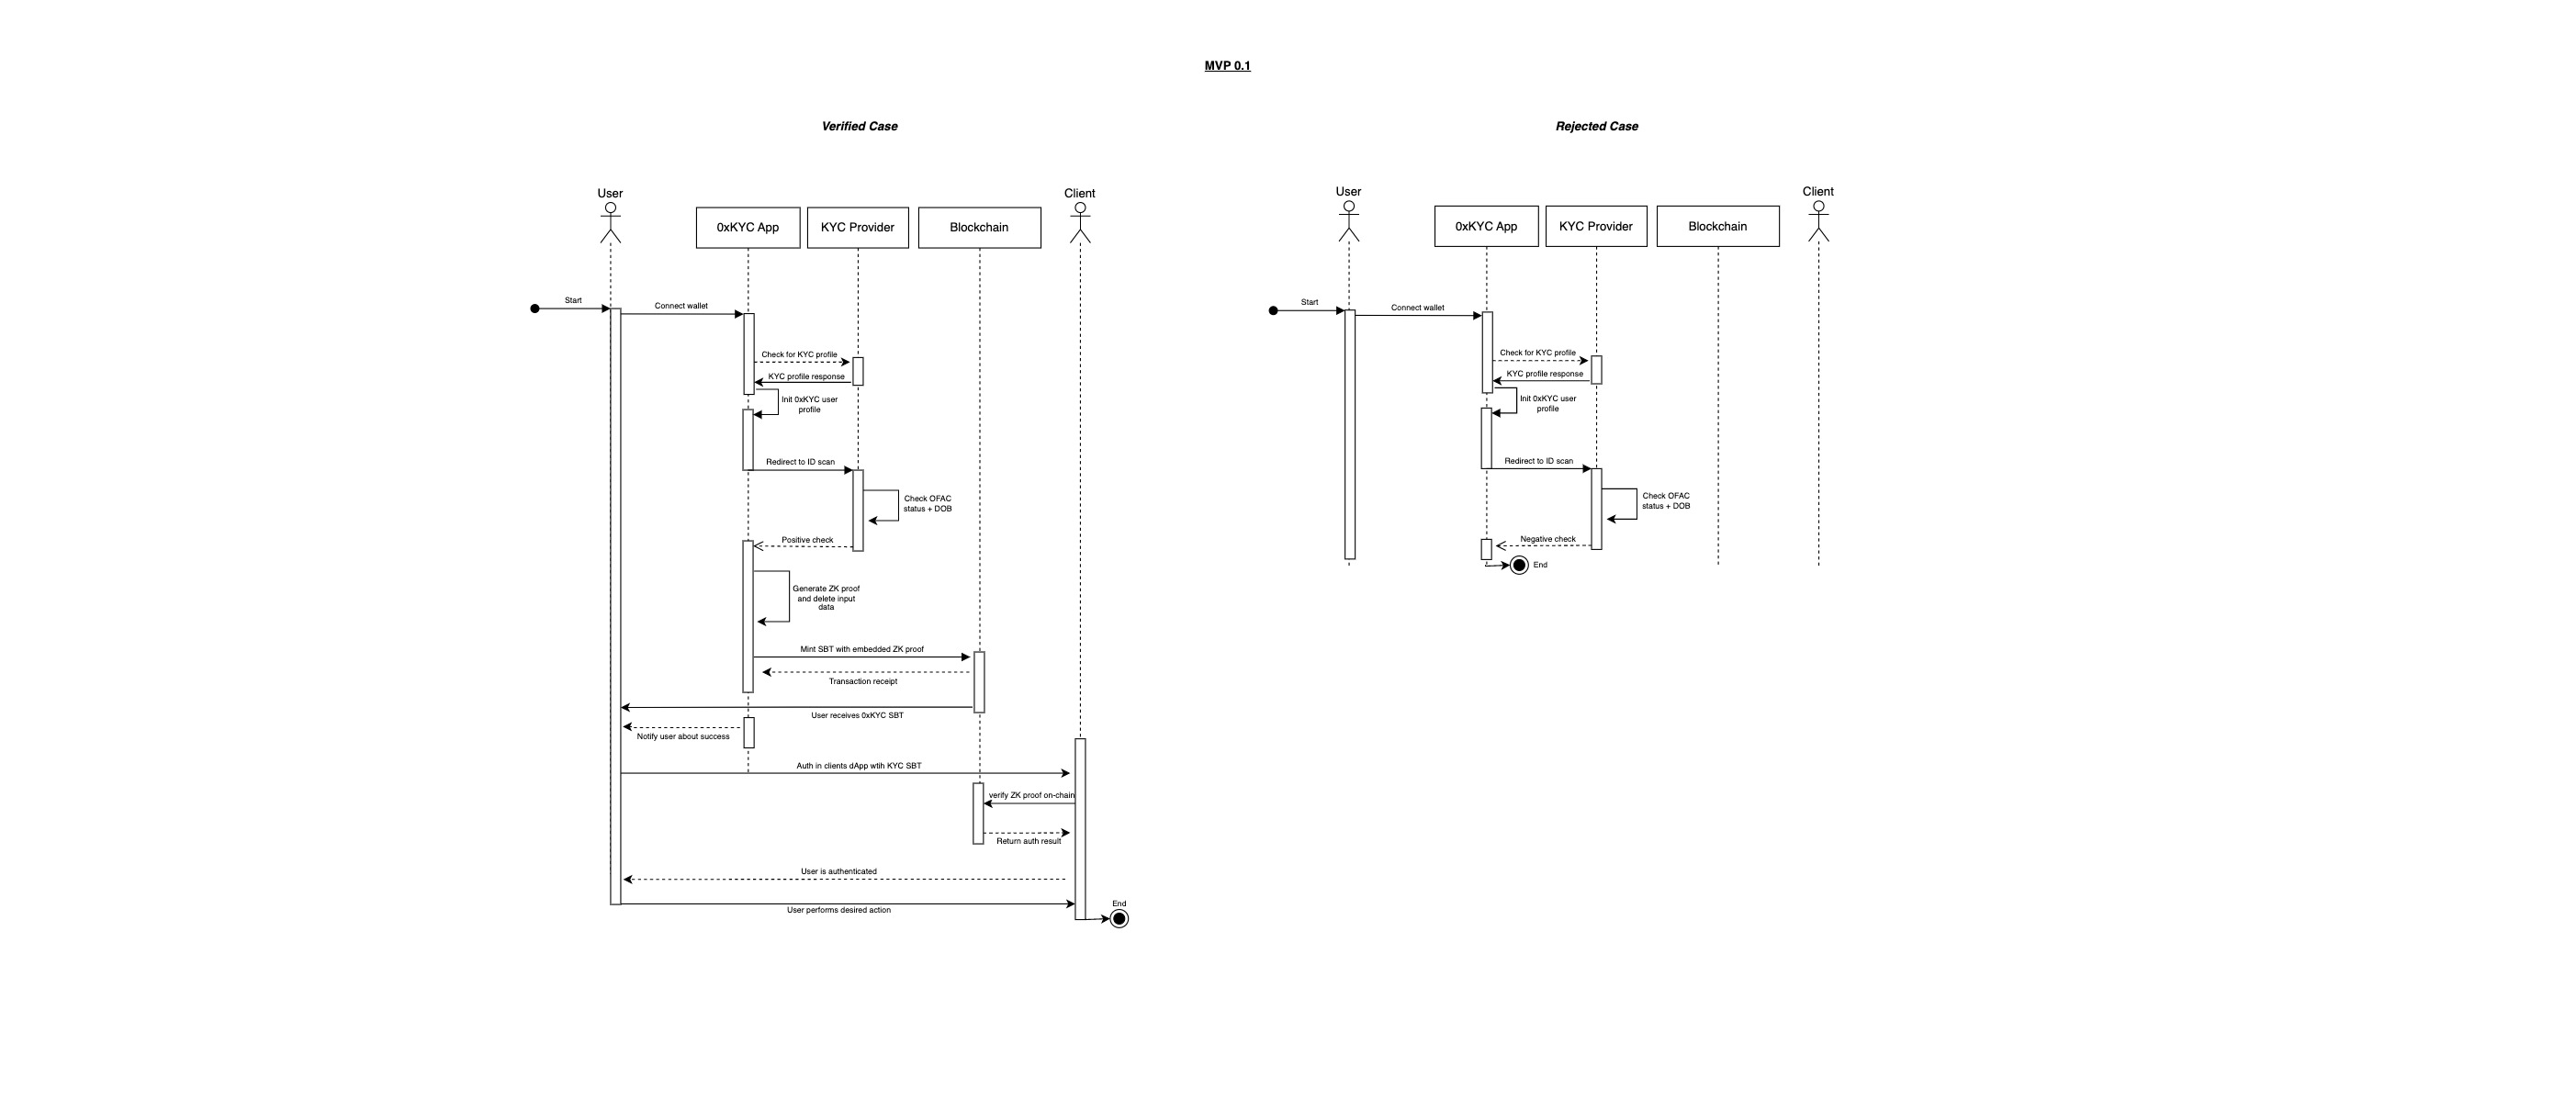 MVP 0.1
Verified Case
User
Client
0xKYC App
KYC Provider
Blockchain
Start
Connect wallet
Check for KYC profile
KYC profile response
Init 0xKYC user
profile
Redirect to ID scan
Check OFAC
status + DOB
Positive check
Generate ZK proof
and delete input
data
Mint SBT with embedded ZK proof
Transaction receipt
User receives 0xKYC SBT
Notify user about success
Auth in clients dApp wtih KYC SBT
verify ZK proof on-chain
Return auth result
User is authenticated
End
User performs desired action
Rejected Case
User
Client
0xKYC App
KYC Provider
Blockchain
Start
Connect wallet
Check for KYC profile
KYC profile response
Init 0xKYC user
profile
Redirect to ID scan
Check OFAC
status + DOB
Negative check
End